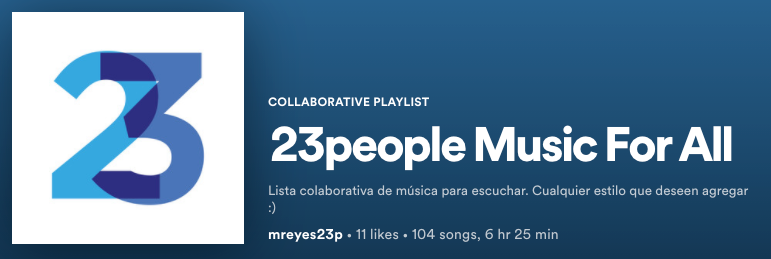 23
COLLABORATIVE PLAYLIST
23people Music For All
Lista colaborativa de música para escuchar. Cualquier estilo que deseen agregar
:)
mreyes23p • 11 likes • 104 songs, 6 hr 25 min